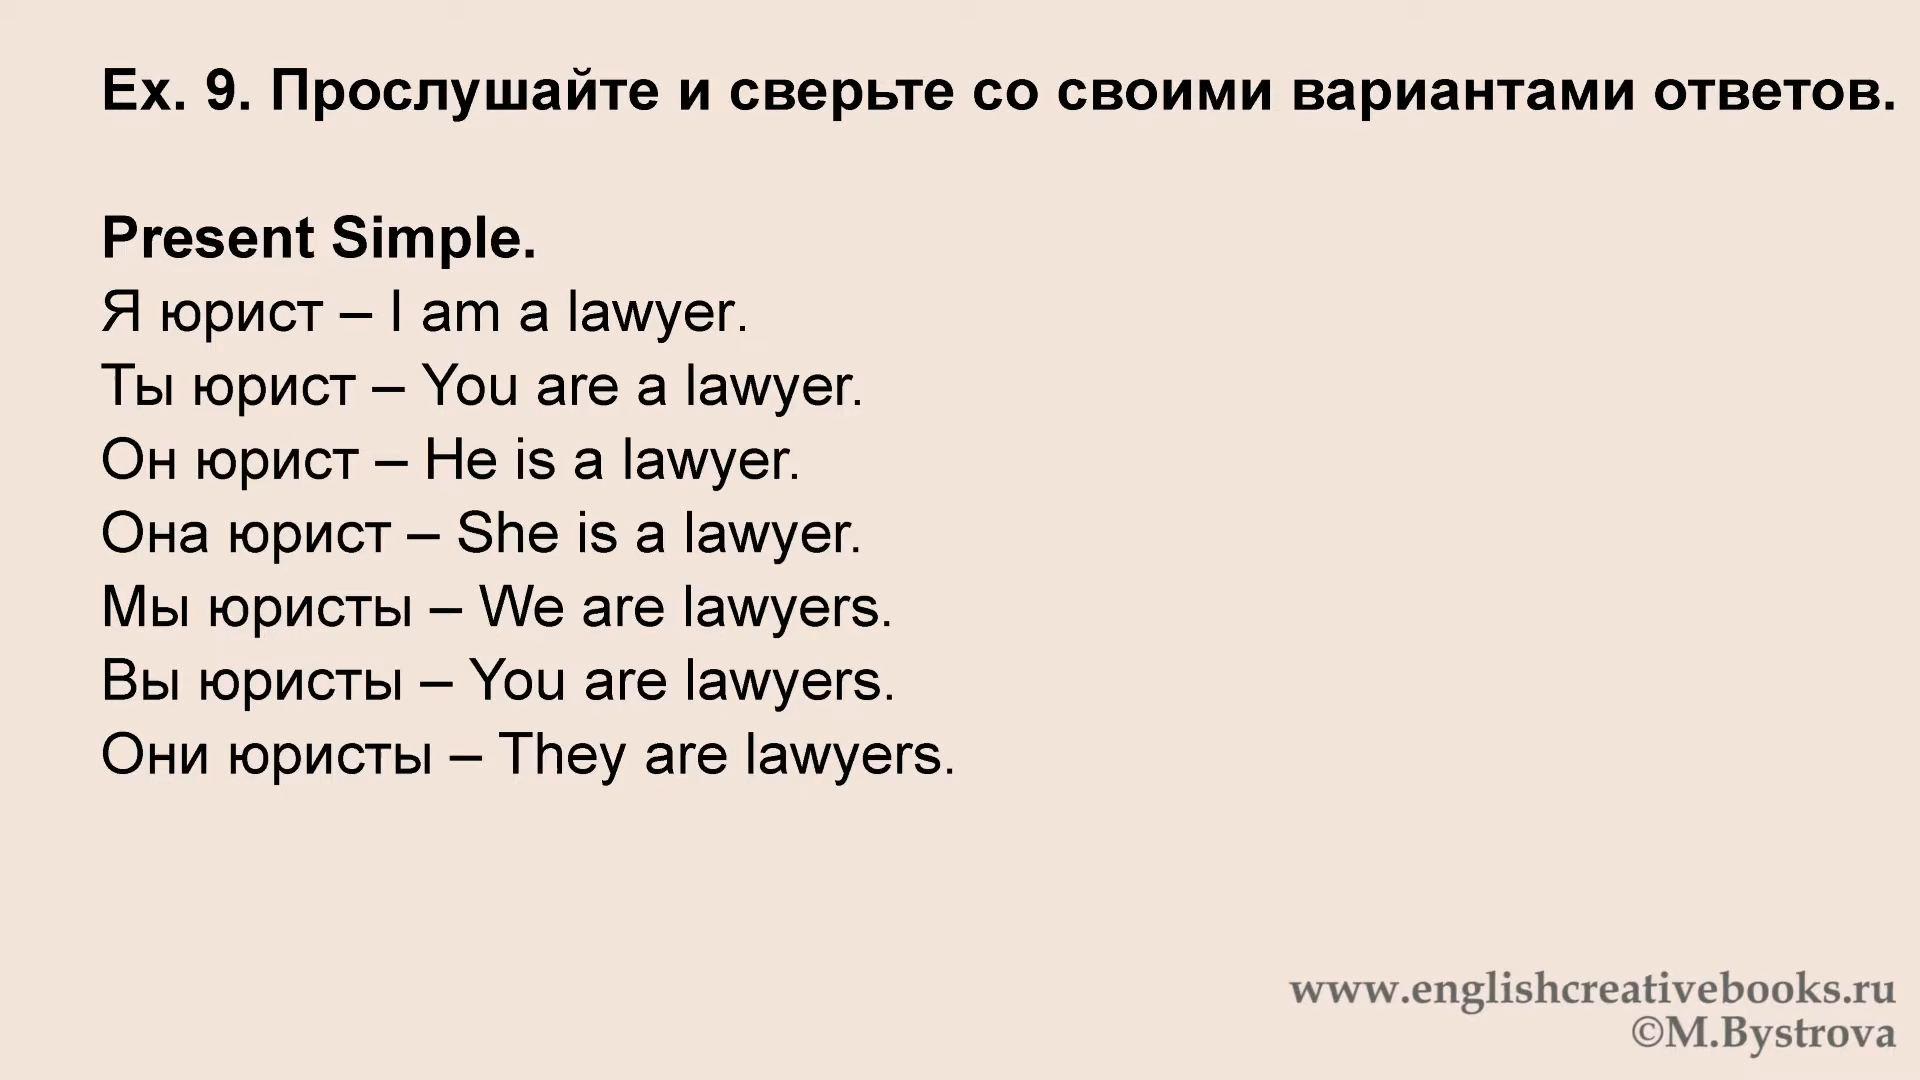 Ex. 9. Прослушайте и сверьте со своими вариантами ответов.
Present Simple.
Я юрист – I am a lawyer.
Ты юрист – You are a lawyer.
Он юрист – He is a lawyer.
Она юрист – She is a lawyer.
Мы юристы – We are lawyers.
Вы юристы – You are lawyers.
Они юристы – They are lawyers.
www.englishcreativebooks.ru
©M.Bystrova